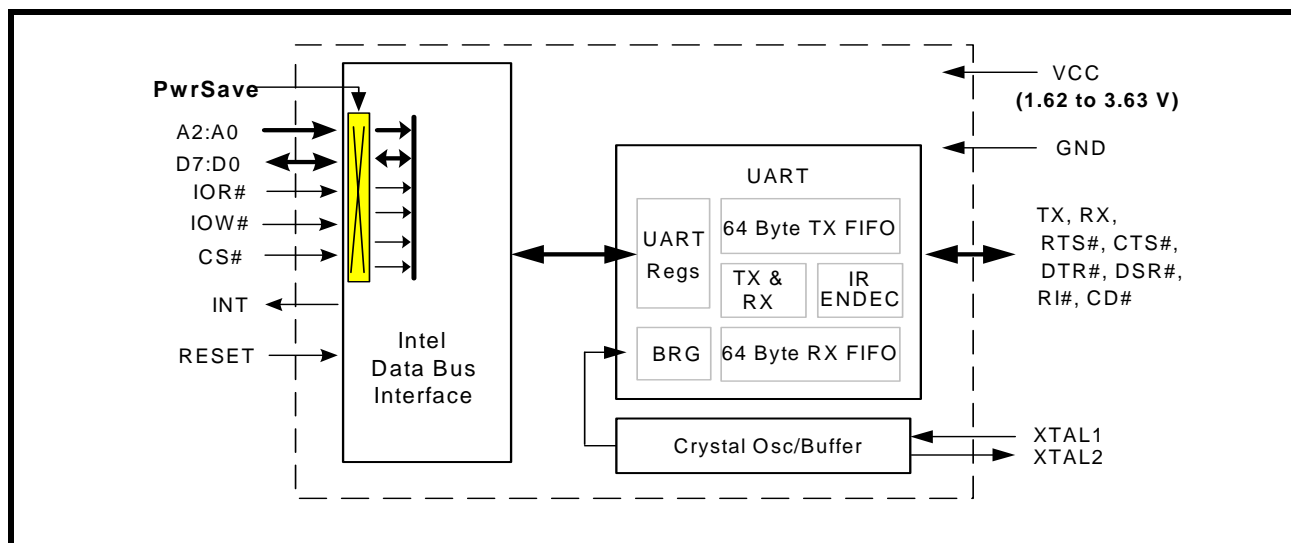 PwrSave
A2:A0
D7:D0
IOR#
IOW#
CS#
INT
RESET
Intel
Data Bus
Interface
UART
UART
Regs
64 Byte TX FIFO
TX &
RX
IR
ENDEC
BRG
64 Byte RX FIFO
Crystal Osc/Buffer
VCC
(1.62 to 3.63 V)
GND
TX, RX,
RTS#, CTS#,
DTR#, DSR#,
RI#, CD#
XTAL1
XTAL2